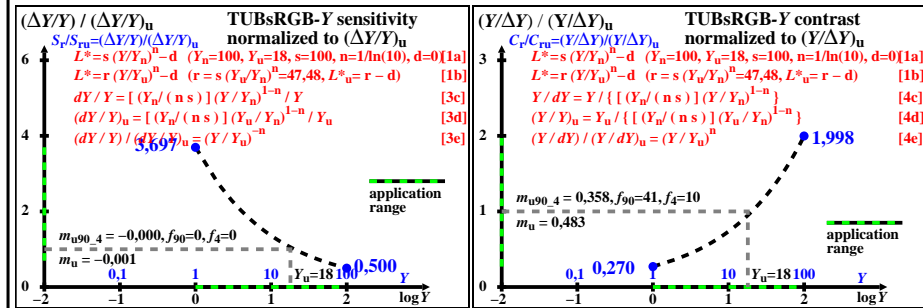 (ΔY/Y) / (ΔY/Y)u TUBsRGB-Y sensitivity
Sr/Sru=(ΔY/Y)/(ΔY/Y)u normalized to (ΔY/Y)u
L*=s (Y/Yn)^n−d (Yn=100, Yu=18, s=100, n=1/ln(10), d=0) [1a]
L*=r (Y/Yu)^n−d (r=s (Yu/Yn)^n=47,48, L*u=r−d) [1b]
dY/Y=[(Yn/(ns)](Y/Yn)^1−n/Y [3c]
(dY/Y)u=[(Yn/(ns)](Yu/Yn)^1−n/Yu [3d]
(dY/Y)/(dY/Y)u=(Y/Yu)^−n [3e]
3,697
application
range
mu90_4=−0,000, f90=0, f4=0
mu=−0,001
0,500
Yu=18
0,1 1 10 100 Y
−2 −1 0 1 2 log Y
0 2 4 6
(Y/ΔY) / (Y/ΔY)u TUBsRGB-Y contrast
Cr/Cru=(Y/ΔY)/(Y/ΔY)u normalized to (Y/ΔY)u
L*=s (Y/Yn)^n−d (Yn=100, Yu=18, s=100, n=1/ln(10), d=0) [1a]
L*=r (Y/Yu)^n−d (r=s (Yu/Yn)^n=47,48, L*u=r−d) [1b]
Y/dY=Y/{[(Yn/(ns)](Y/Yn)^1−n} [4c]
(Y/dY)u=Yu/{[(Yn/(ns)](Yu/Yn)^1−n} [4d]
(Y/dY)/(Y/dY)u=(Y/Yu)^n [4e]
1,998
mu90_4=0,358, f90=41, f4=10
mu=0,483
application
range
0,270
Yu=18
0,1 1 10 100 Y
−2 −1 0 1 2 log Y
0 1 2 3